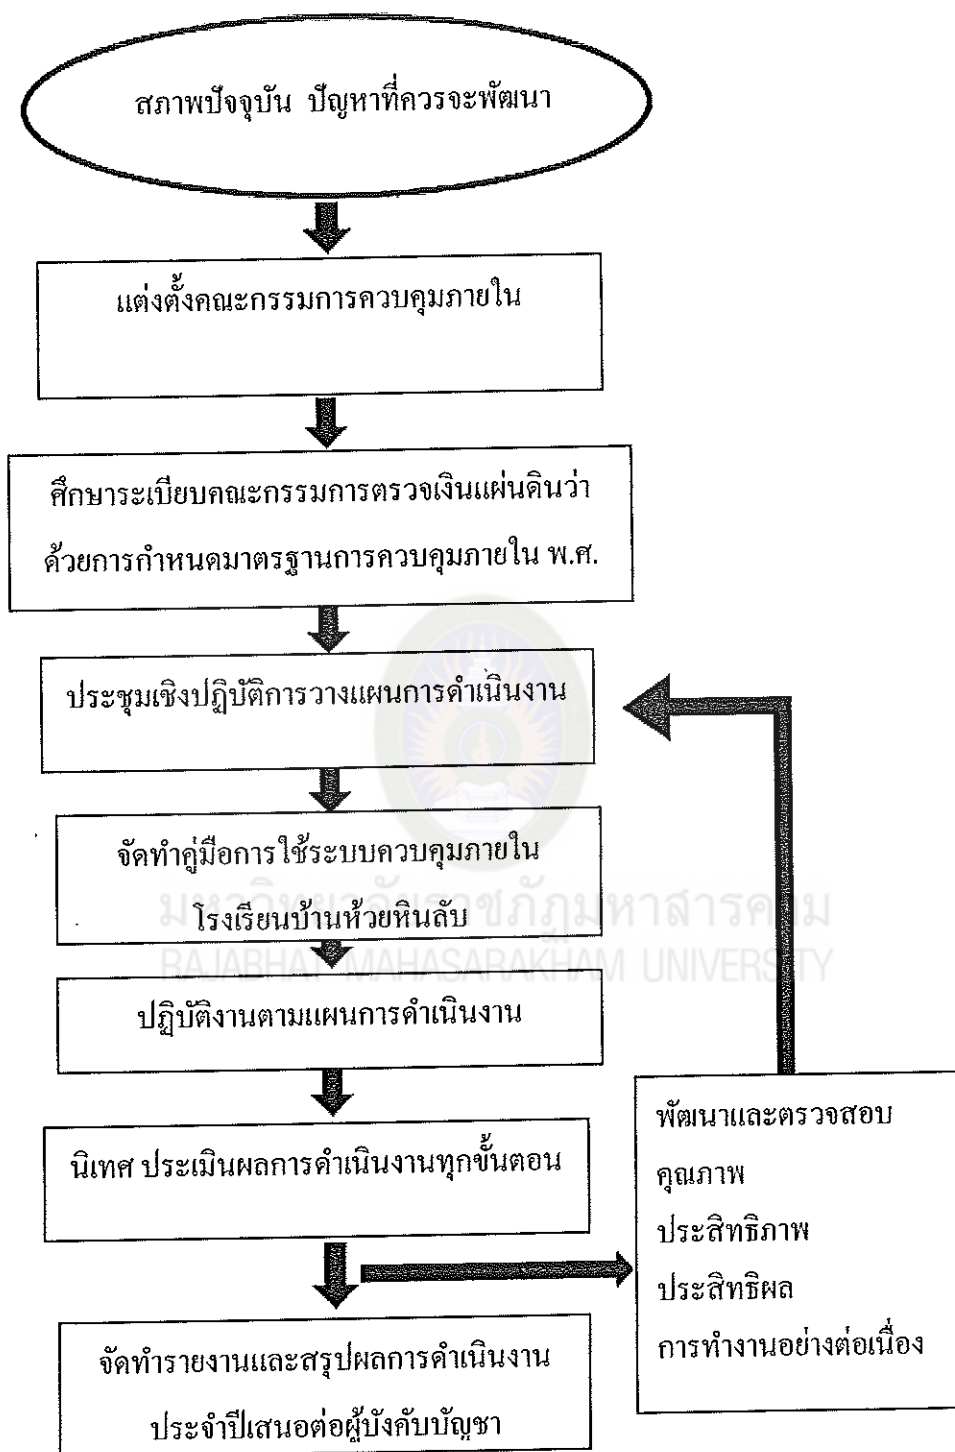 สภาพปัจจุบัน ปัญหาที่ควรจะพัฒนา
แต่งตั้งคณะกรรมการควบคุมภายใน
ศึกษาระเบียบคณะกรรมการตรวจเงินแผ่นดินว่า
ด้วยการกำหนดมาตรฐานการควบคุมภายใน พ.ศ.
ประชุมเชิงปฏิบัติการวางแผนการดำเนินงาน
จัดทำคู่มือการใช้ระบบควบคุมภายใน
โรงเรียนบ้านห้วยหินลับ
มหาวิทยาลัยราชภัฏมหาสารคาม
RAJABHAT MAHASARAKHAM UNIVERSITY
ปฏิบัติงานตามแผนการดำเนินงาน
นิเทศ ประเมินผลการดำเนินงานทุกขั้นตอน
พัฒนาและตรวจสอบ
คุณภาพ
ประสิทธิภาพ
ประสิทธิผล
การทำงานอย่างต่อเนื่อง
จัดทำรายงานและสรุปผลการดำเนินงาน
ประจำปีเสนอต่อผู้บังคับบัญชา